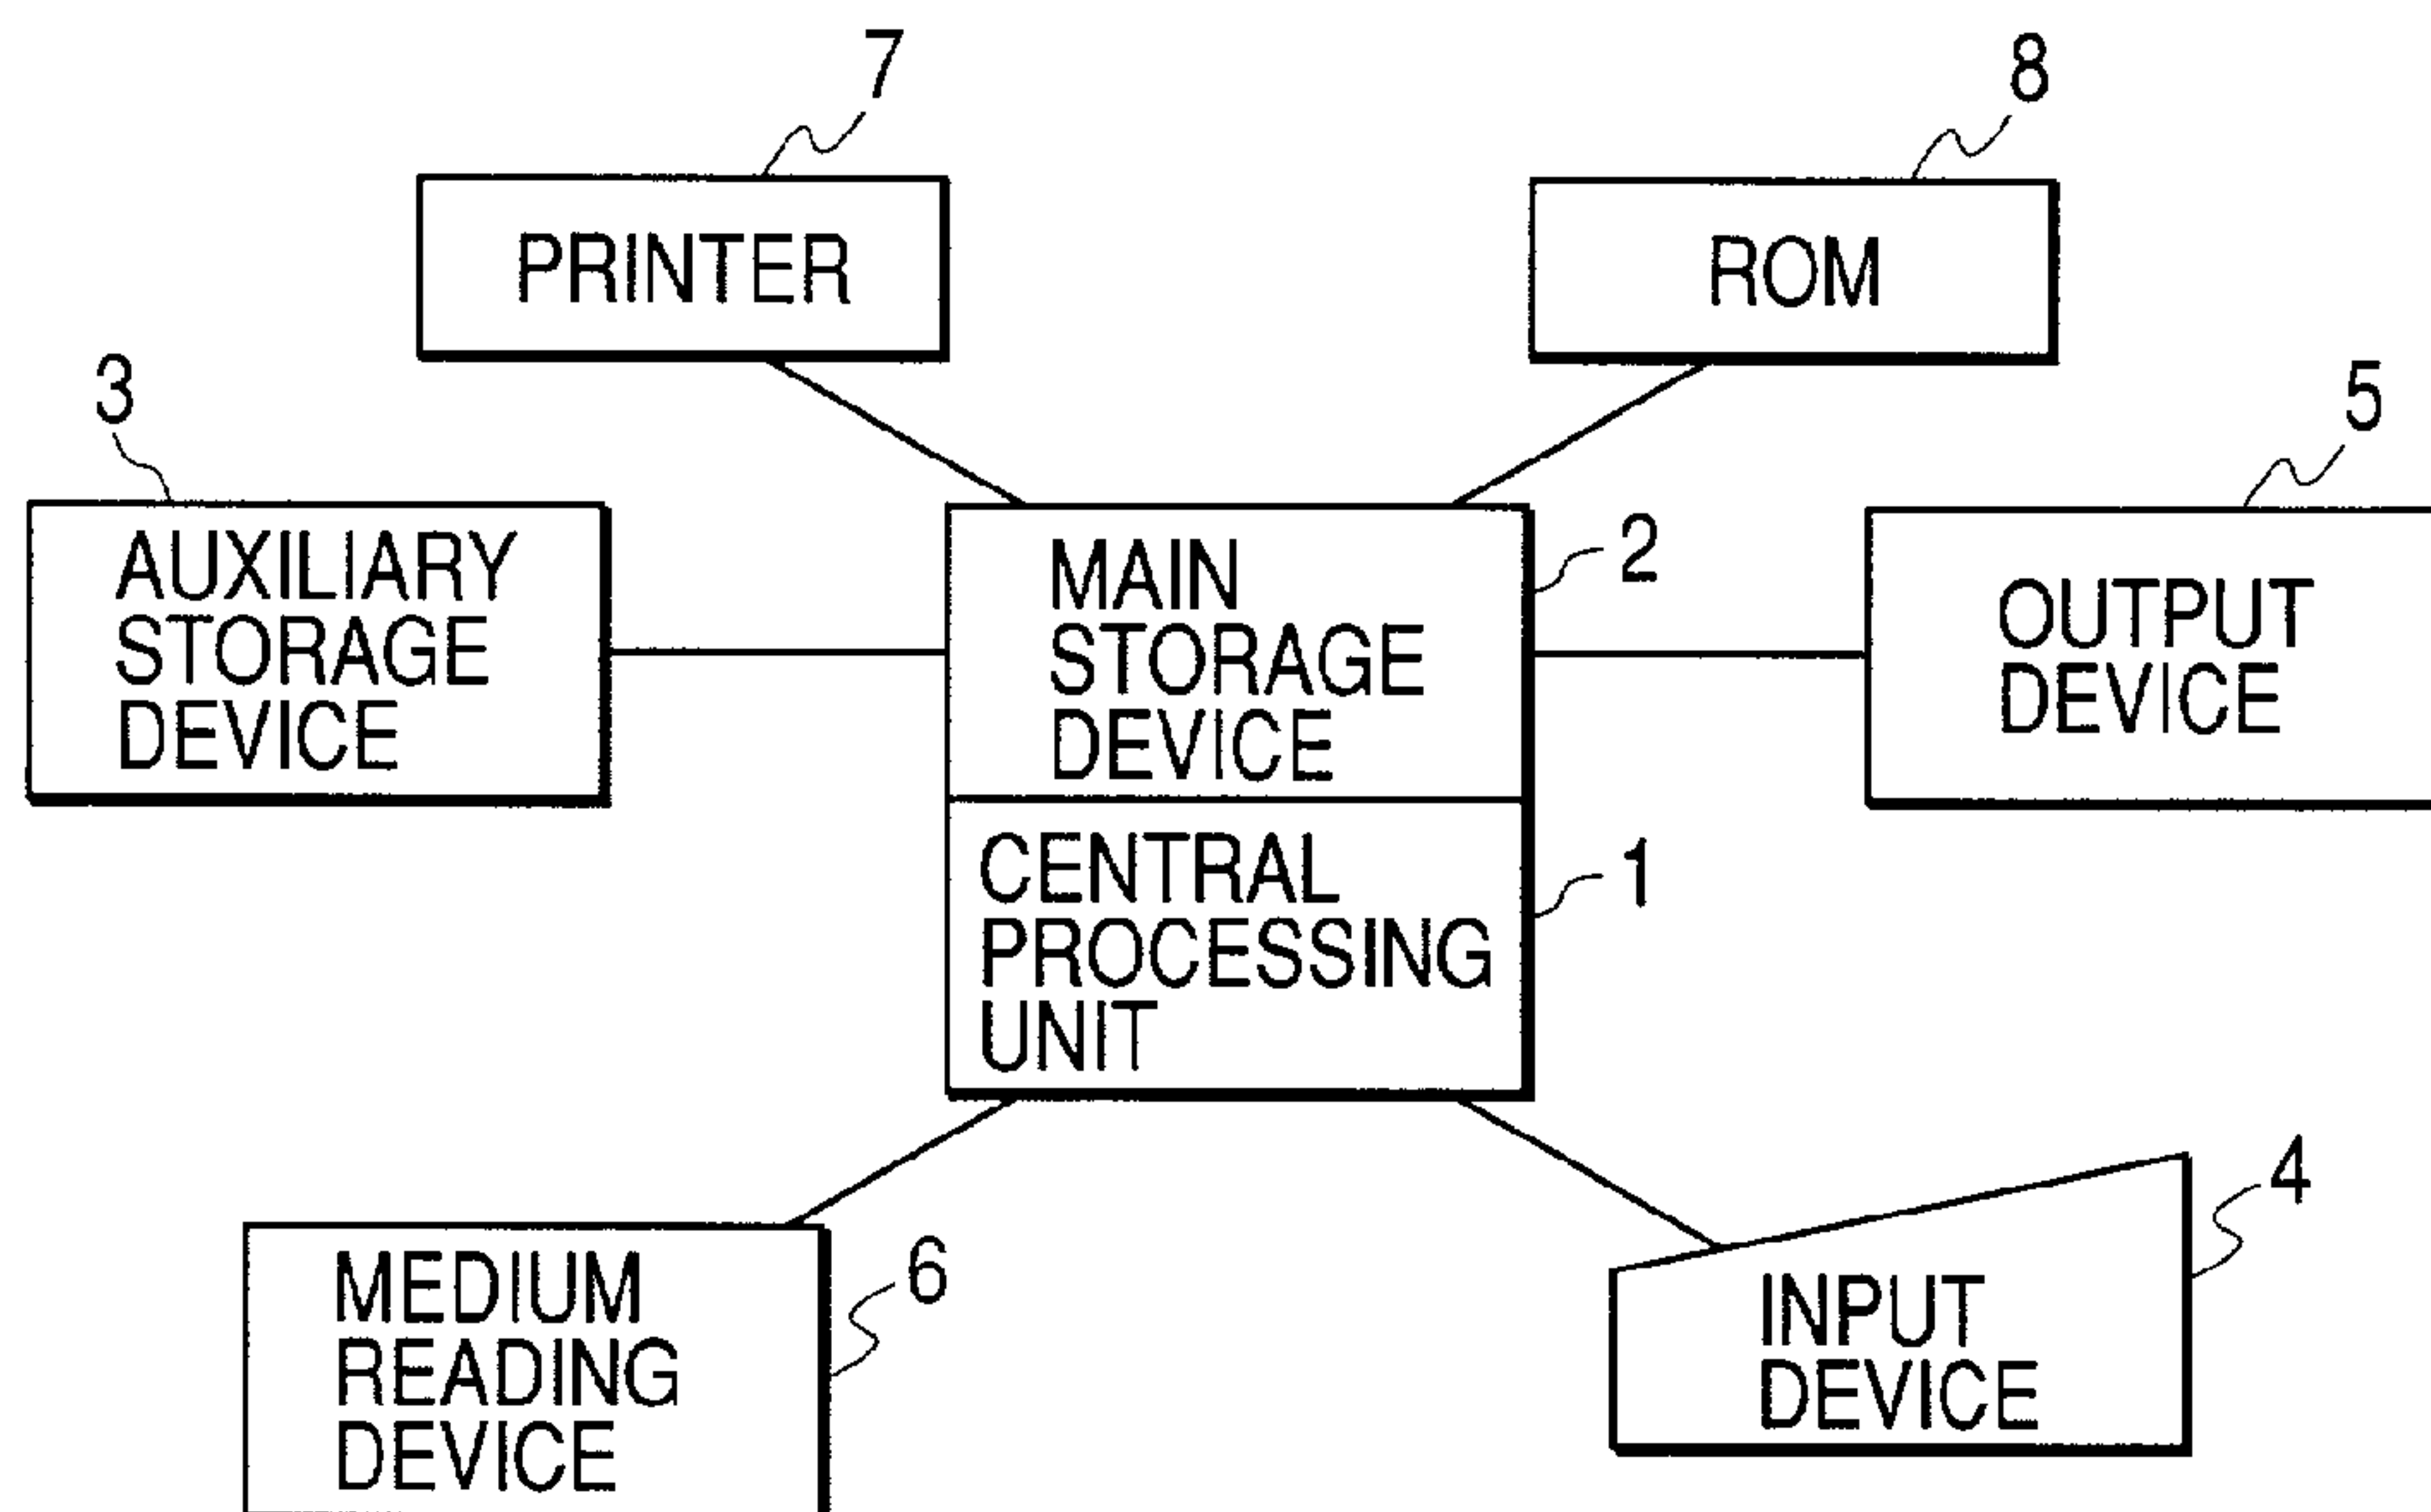 7
8
PRINTER
ROM
3
5
AUXILIARY
STORAGE
DEVICE
MAIN
STORAGE
DEVICE
2
OUTPUT
DEVICE
CENTRAL
PROCESSING
UNIT
1
4
6
MEDIUM
READING
DEVICE
INPUT
DEVICE